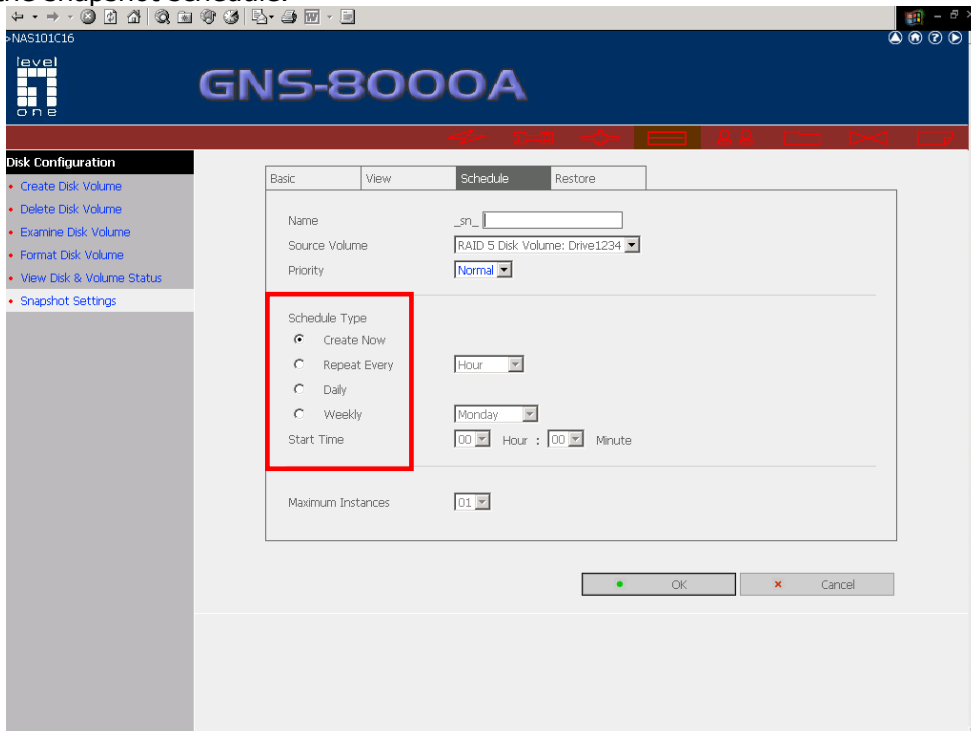 the Snapshot Schedule.
>NAS101C16
level
one
GNS-8000A
Disk Configuration
Create Disk Volume
Delete Disk Volume
Examine Disk Volume
Format Disk Volume
View Disk & Volume Status
Snapshot Settings
Basic View Schedule Restore
Name _sn_
Source Volume RAID 5 Disk Volume: Drive1234
Priority Normal
Schedule Type
Create Now
Repeat Every Hour
Daily
Weekly Monday
Start Time 00 Hour : 00 Minute
Maximum Instances 01
OK Cancel